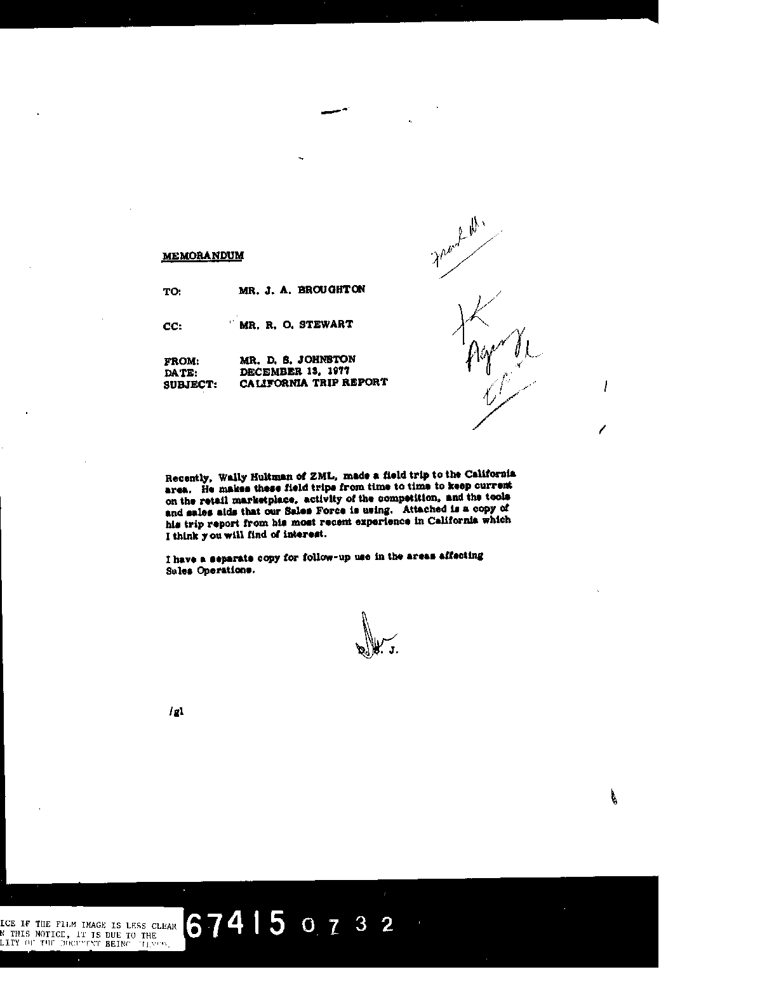 MEMORANDUM
TO: MR. J. A. BROUGHTON
CC: MR. R. O. STEWART
FROM: MR. D. S. JOHNSTON
DATE: DECEMBER 13, 1977
SUBJECT: CALIFORNIA TRIP REPORT
Agency
Recently, Wally Hultman of ZML, made a field trip to the California
area. He makes these field trips from time to time to keep current
on the retail marketplace, activity of the competition, and the tools
and sales aids that our Sales Force is using. Attached is a copy of
his trip report from his most recent experience in California which
I think you will find of interest.
I have a separate copy for follow-up use in the areas affecting
Sales Operations.
J.
/gl
ICE IF THE FILM IMAGE IS LESS CLEAR
N THIS NOTICE, IT IS DUE TO THE
LITY OF THE DOCUMENT BEING
67415 0732